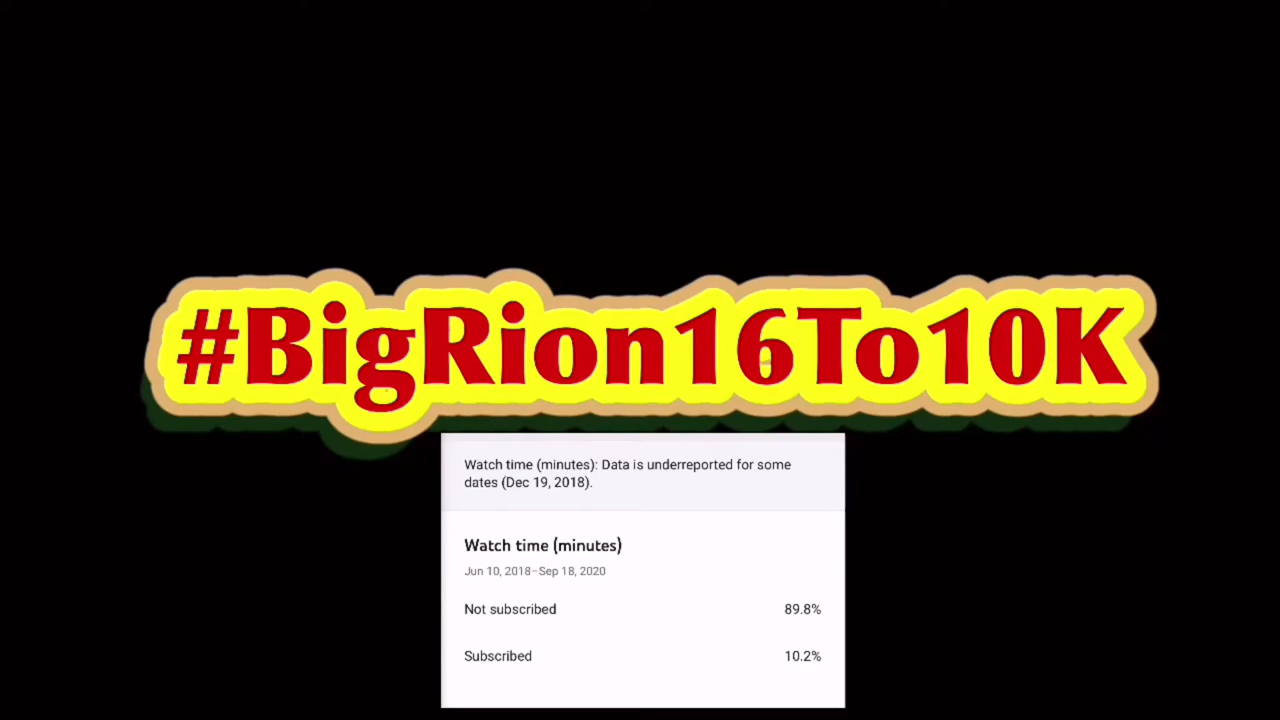 #BigRion16To10K
Watch time (minutes): Data is underreported for some
dates (Dec 19, 2018).
Watch time (minutes)
Jun 10, 2018–Sep 18, 2020
Not subscribed 89.8%
Subscribed 10.2%